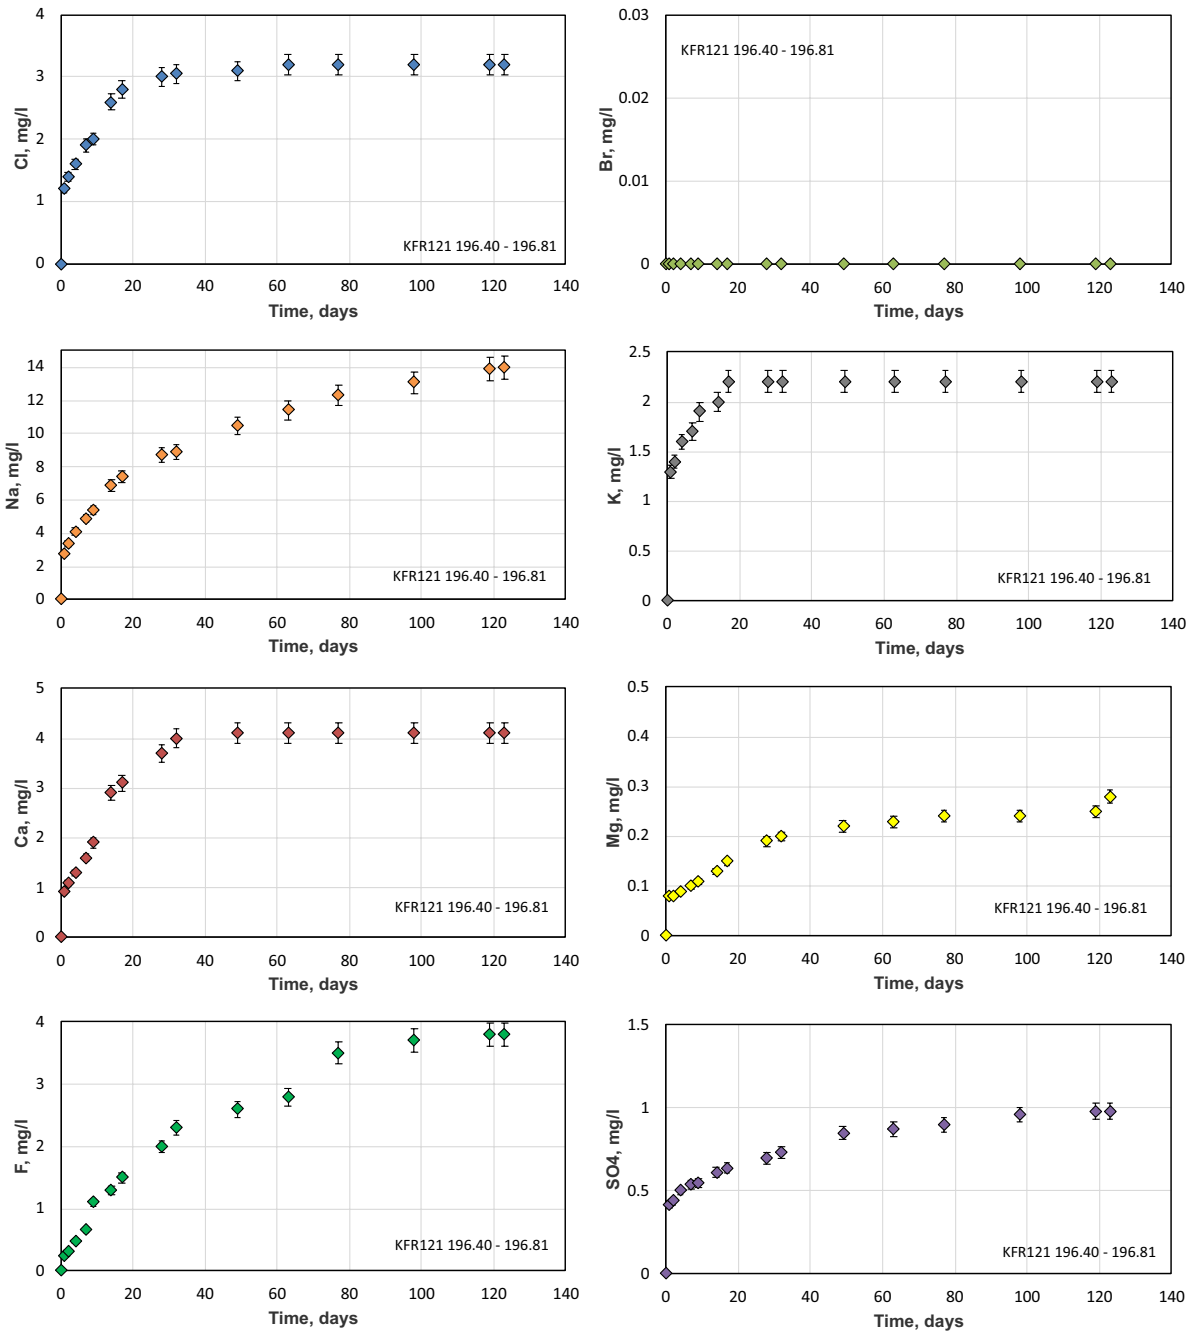 4
3
2
1
0
Cl, mg/l
KFR121 196.40 - 196.81
0 20 40 60 80 100 120 140
Time, days
0.03
0.02
0.01
0
Br, mg/l
KFR121 196.40 - 196.81
0 20 40 60 80 100 120 140
Time, days
14
12
10
8
6
4
2
0
Na, mg/l
KFR121 196.40 - 196.81
0 20 40 60 80 100 120 140
Time, days
2.5
2
1.5
1
0.5
0
K, mg/l
KFR121 196.40 - 196.81
0 20 40 60 80 100 120 140
Time, days
5
4
3
2
1
0
Ca, mg/l
KFR121 196.40 - 196.81
0 20 40 60 80 100 120 140
Time, days
0.5
0.4
0.3
0.2
0.1
0
Mg, mg/l
KFR121 196.40 - 196.81
0 20 40 60 80 100 120 140
Time, days
4
3
2
1
0
F, mg/l
KFR121 196.40 - 196.81
0 20 40 60 80 100 120 140
Time, days
1.5
1
0.5
0
SO4, mg/l
KFR121 196.40 - 196.81
0 20 40 60 80 100 120 140
Time, days